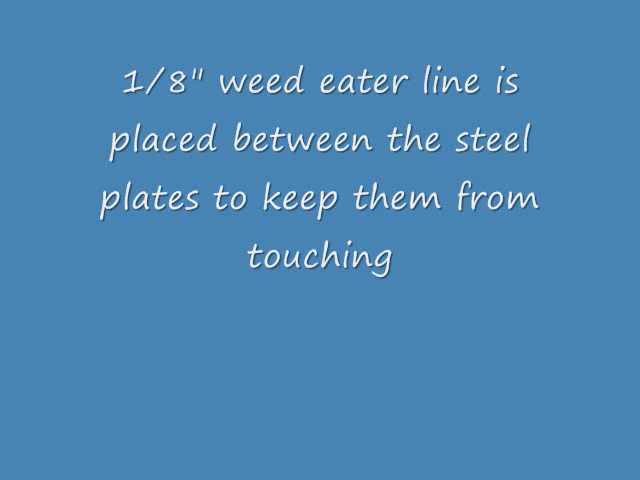 1/8" weed eater line is
placed between the steel
plates to keep them from
touching